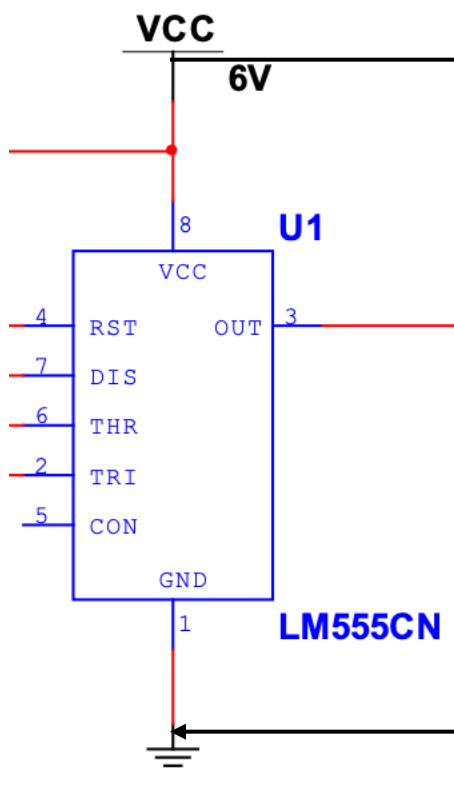 VCC
6V
8
U1
VCC
4 RST OUT 3
7 DIS
6 THR
2 TRI
5 CON
GND
1
LM555CN